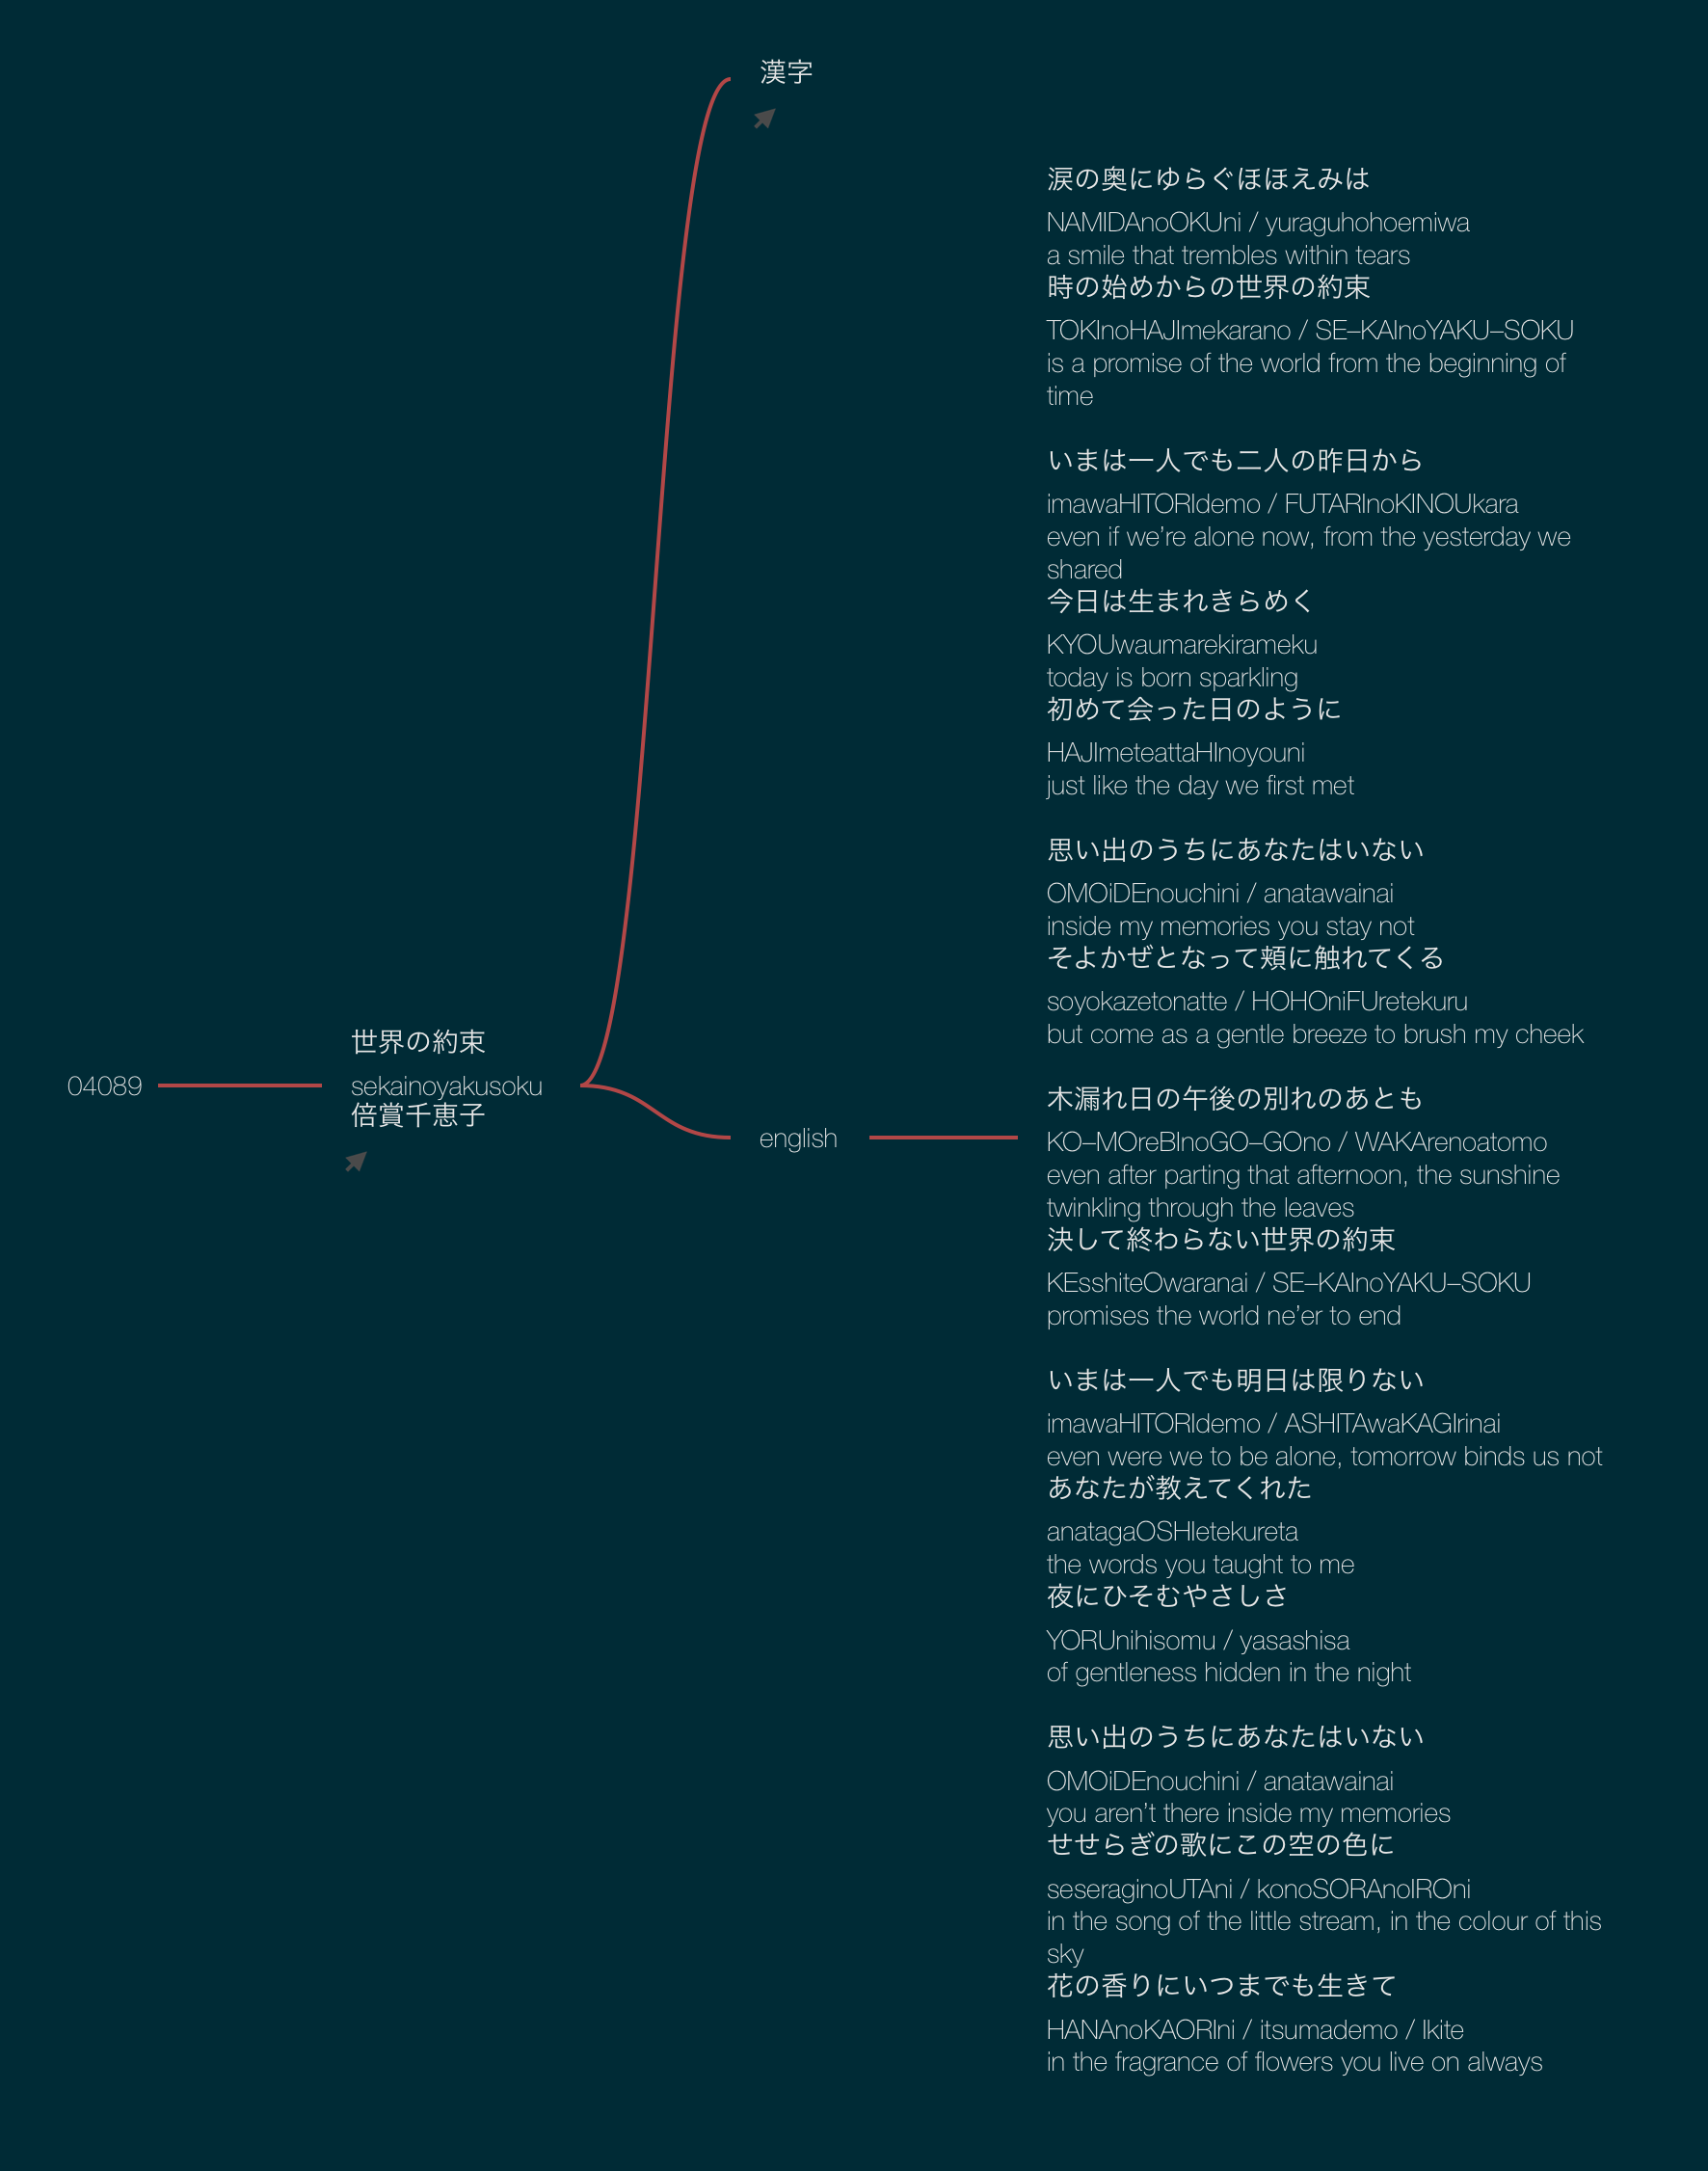 漢字
涙の奥にゆらぐほほえみは
NAMIDAnoOKUni / yuraguhohoemiwa
a smile that trembles within tears
時の始めからの世界の約束
TOKInoHAJImekarano / SE–KAInoYAKU–SOKU
is a promise of the world from the beginning of
time
いまは一人でも二人の昨日から
imawaHITORIdemo / FUTARInoKINOUkara
even if we’re alone now, from the yesterday we
shared
今日は生まれきらめく
KYOUwaumarekirameku
today is born sparkling
初めて会った日のように
HAJImeteattaHInoyouni
just like the day we first met
思い出のうちにあなたはいない
OMOiDEnouchini / anatawainai
inside my memories you stay not
そよかぜとなって頬に触れてくる
soyokazetonatte / HOHOniFUretekuru
but come as a gentle breeze to brush my cheek
04089
世界の約束
sekainoyakusoku
倍賞千恵子
english
木漏れ日の午後の別れのあとも
KO–MOreBInoGO–GOno / WAKArenoatomo
even after parting that afternoon, the sunshine
twinkling through the leaves
決して終わらない世界の約束
KEsshiteOwaranai / SE–KAInoYAKU–SOKU
promises the world ne’er to end
いまは一人でも明日は限りない
imawaHITORIdemo / ASHITAwaKAGIrinai
even were we to be alone, tomorrow binds us not
あなたが教えてくれた
anatagaOSHIetekureta
the words you taught to me
夜にひそむやさしさ
YORUnihisomu / yasashisa
of gentleness hidden in the night
思い出のうちにあなたはいない
OMOiDEnouchini / anatawainai
you aren’t there inside my memories
せせらぎの歌にこの空の色に
seseraginoUTAni / konoSORAnoIROni
in the song of the little stream, in the colour of this
sky
花の香りにいつまでも生きて
HANAnoKAORIni / itsumademo / Ikite
in the fragrance of flowers you live on always